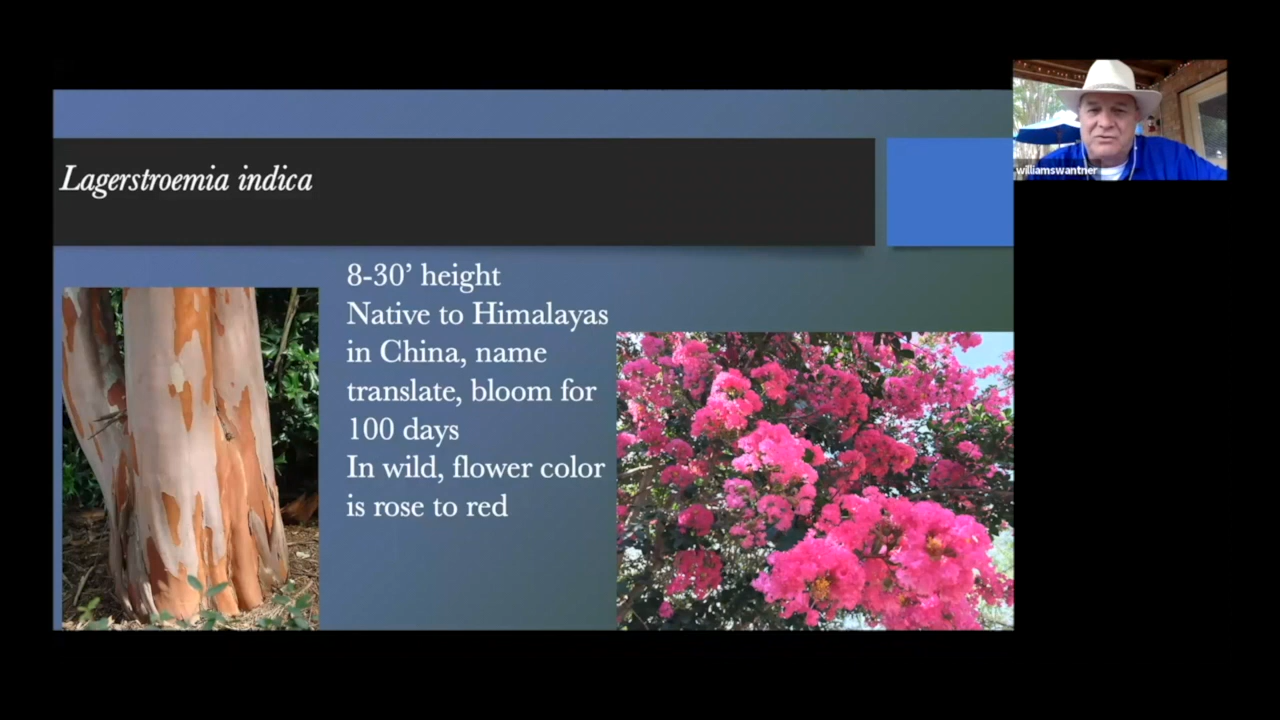 Lagerstroemia indica
williamswantner
8-30’ height
Native to Himalayas
in China, name
translate, bloom for
100 days
In wild, flower color
is rose to red